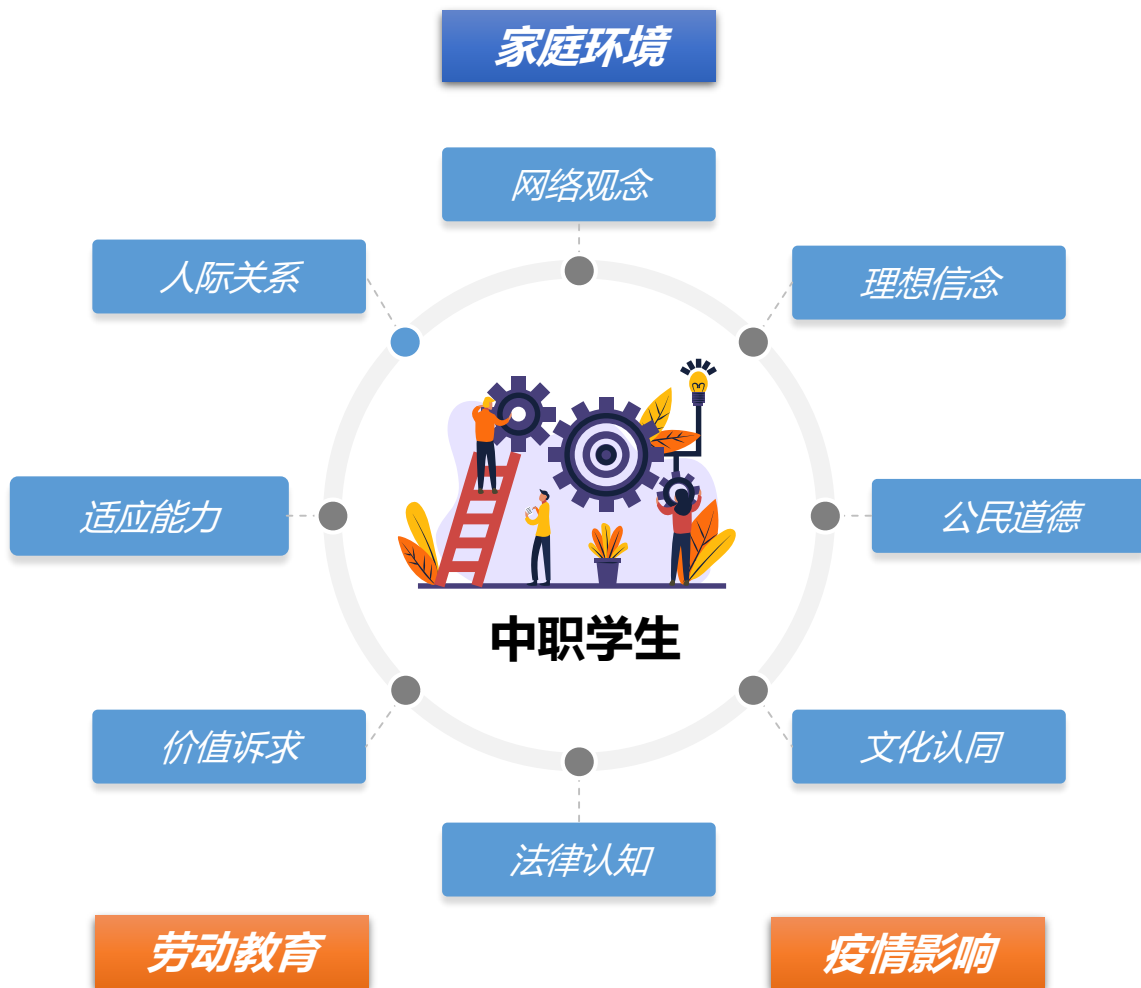 家庭环境
网络观念
人际关系
理想信念
适应能力
公民道德
中职学生
价值诉求
文化认同
法律认知
劳动教育
疫情影响